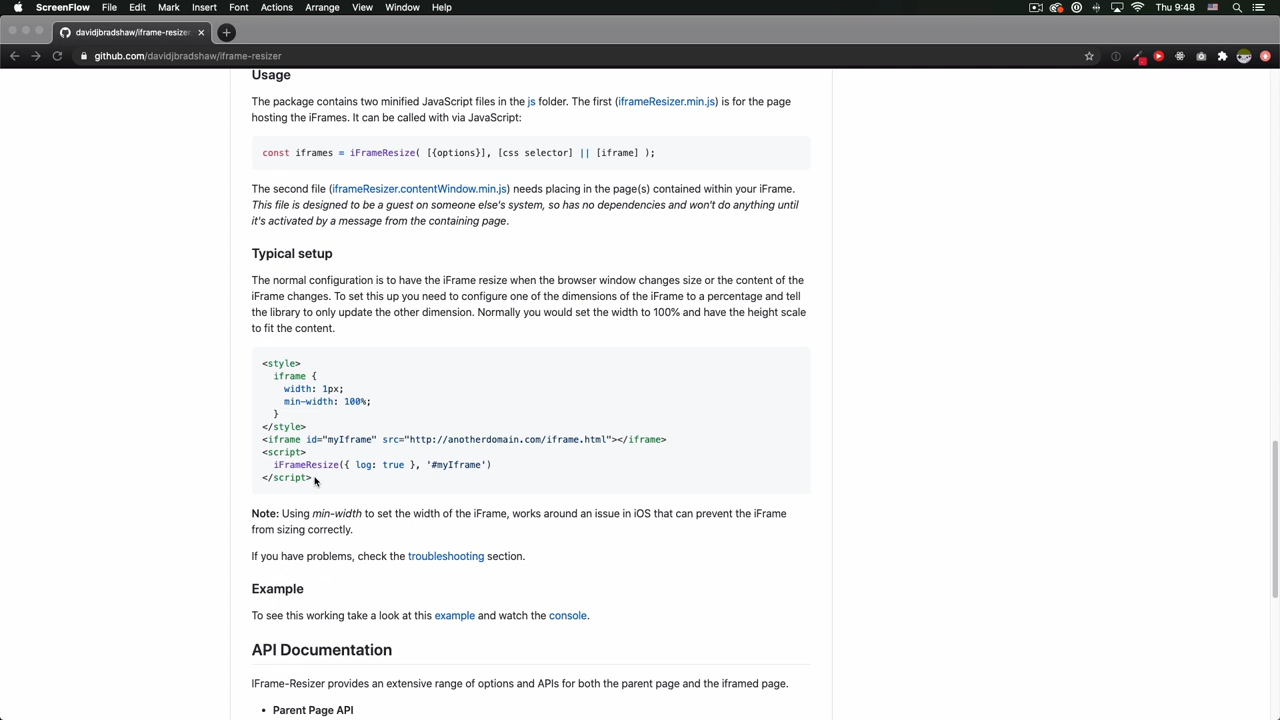 ScreenFlow File Edit Mark Insert Font Actions Arrange View Window Help Thu 9:48
davidjbradshaw/iframe-resizer
github.com/davidjbradshaw/iframe-resizer
Usage
The package contains two minified JavaScript files in the js folder. The first (iframeResizer.min.js) is for the page
hosting the iFrames. It can be called with via JavaScript:
const iframes = iFrameResize( [{options}], [css selector] || [iframe] );
The second file (iframeResizer.contentWindow.min.js) needs placing in the page(s) contained within your iFrame.
This file is designed to be a guest on someone else's system, so has no dependencies and won't do anything until
it's activated by a message from the containing page.
Typical setup
The normal configuration is to have the iFrame resize when the browser window changes size or the content of the
iFrame changes. To set this up you need to configure one of the dimensions of the iFrame to a percentage and tell
the library to only update the other dimension. Normally you would set the width to 100% and have the height scale
to fit the content.
<style>
  iframe {
    width: 1px;
    min-width: 100%;
  }
</style>
<iframe id="myIframe" src="http://anotherdomain.com/iframe.html"></iframe>
<script>
  iFrameResize({ log: true }, '#myIframe')
</script>
Note: Using min-width to set the width of the iFrame, works around an issue in iOS that can prevent the iFrame
from sizing correctly.
If you have problems, check the troubleshooting section.
Example
To see this working take a look at this example and watch the console.
API Documentation
IFrame-Resizer provides an extensive range of options and APIs for both the parent page and the iframed page.
• Parent Page API